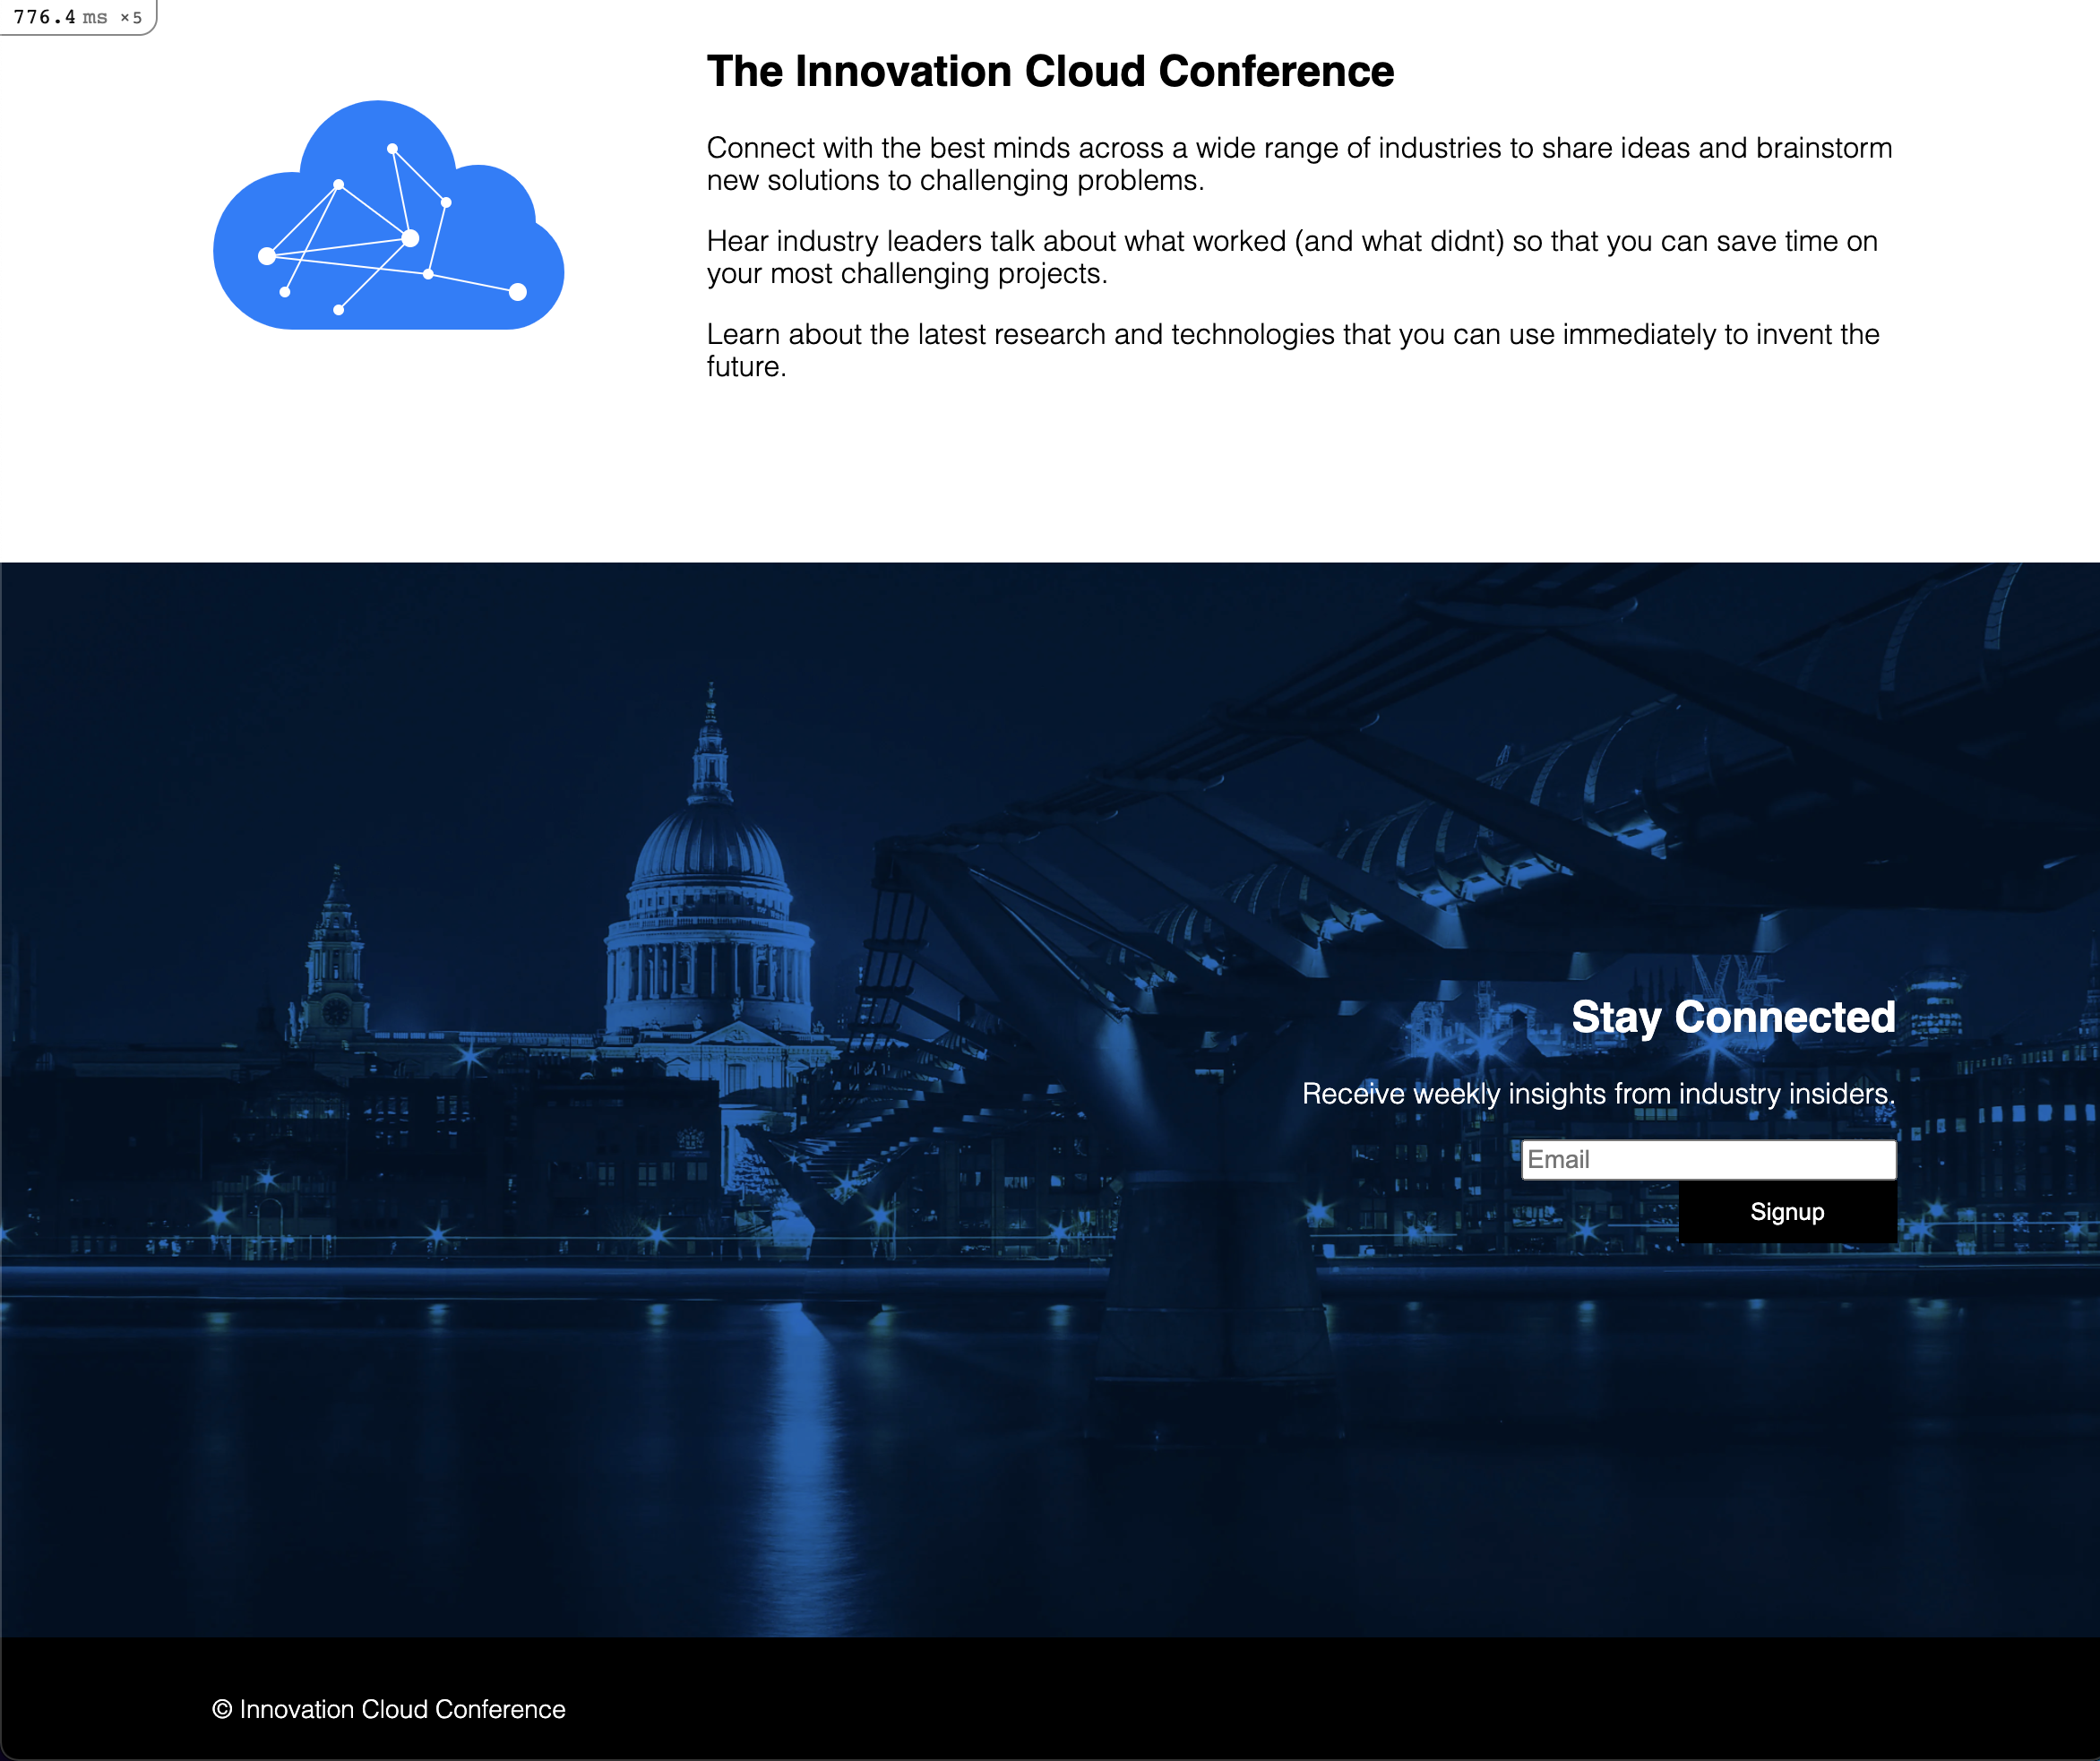 776.4 ms ×5
The Innovation Cloud Conference
Connect with the best minds across a wide range of industries to share ideas and brainstorm
new solutions to challenging problems.
Hear industry leaders talk about what worked (and what didnt) so that you can save time on
your most challenging projects.
Learn about the latest research and technologies that you can use immediately to invent the
future.
Stay Connected
Receive weekly insights from industry insiders.
Email
Signup
© Innovation Cloud Conference